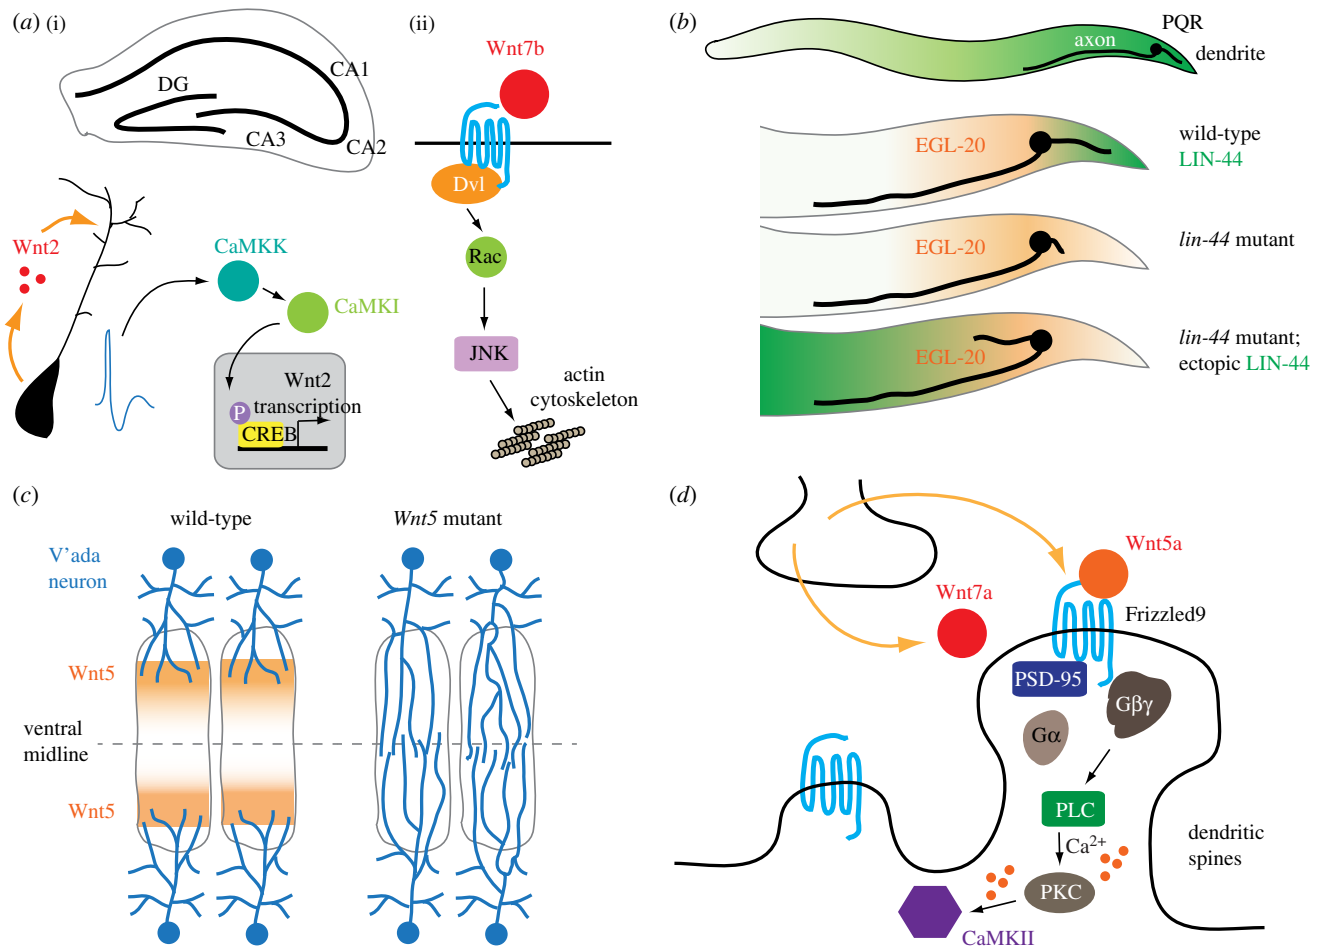 (a) (i)
CA1
DG
CA3
CA2
Wnt2
CaMKK
CaMKI
Wnt2
transcription
P
CREB
(ii)
Wnt7b
Dvl
Rac
JNK
actin
cytoskeleton
(b)
PQR
axon
dendrite
EGL-20
wild-type
LIN-44
EGL-20
lin-44 mutant
EGL-20
lin-44 mutant;
ectopic LIN-44
(c)
wild-type
Wnt5 mutant
V'ada
neuron
Wnt5
ventral
midline
Wnt5
(d)
Wnt5a
Wnt7a
Frizzled9
PSD-95
Gβγ
Gα
PLC
Ca2+
PKC
CaMKII
dendritic
spines